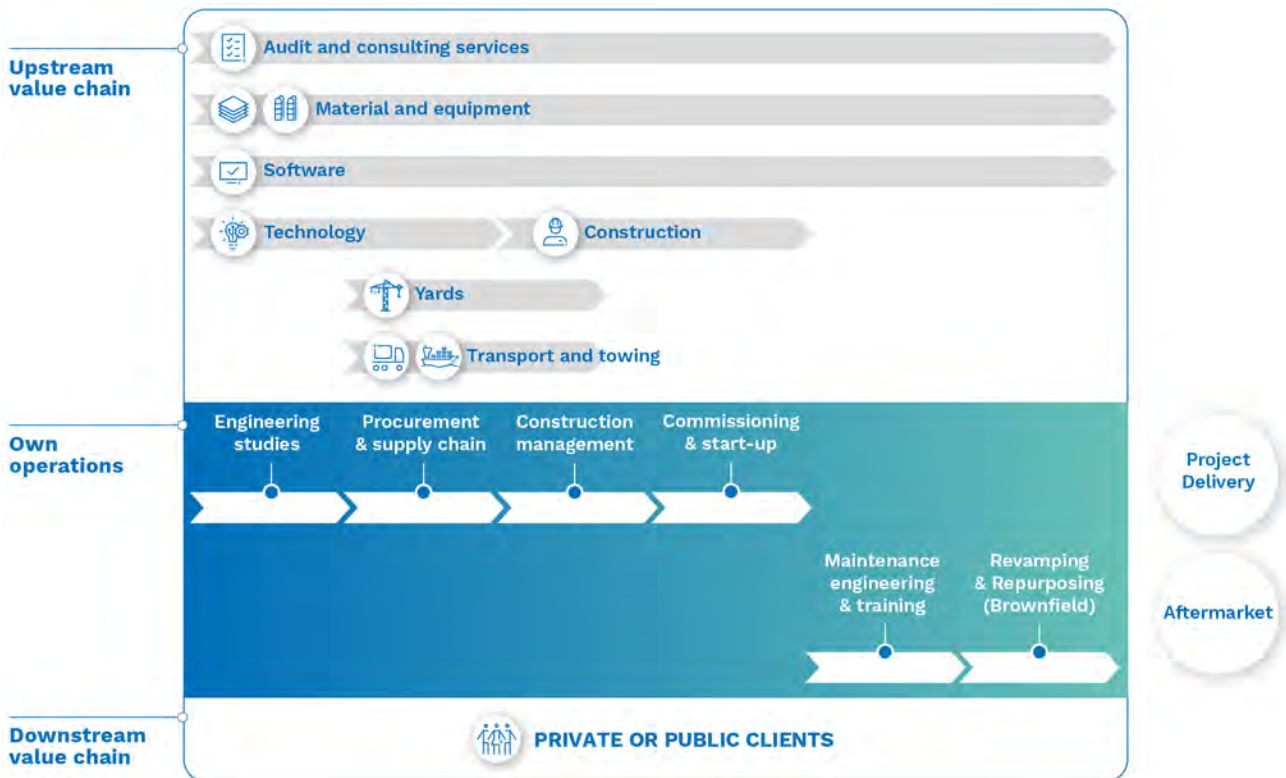 Upstream
value chain
Audit and consulting services
Material and equipment
Software
Technology
Construction
Yards
Transport and towing
Own
operations
Engineering
studies
Procurement
& supply chain
Construction
management
Commissioning
& start-up
Project
Delivery
Maintenance
engineering
& training
Revamping
& Repurposing
(Brownfield)
Aftermarket
Downstream
value chain
PRIVATE OR PUBLIC CLIENTS